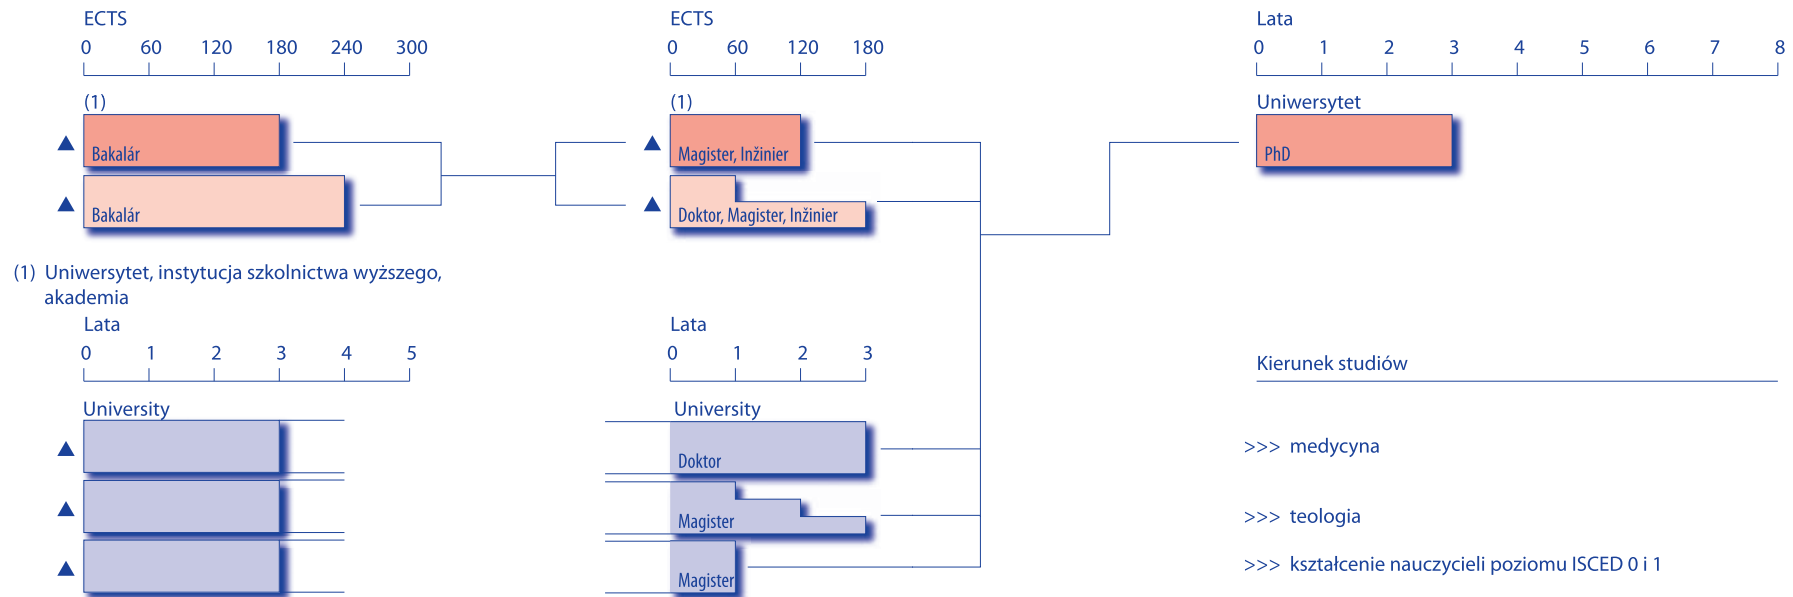 ECTS
0 60 120 180 240 300
(1)
Bakalár
Bakalár
(1) Uniwersytet, instytucja szkolnictwa wyższego,
akademia
ECTS
0 60 120 180
(1)
Magister, Inžinier
Doktor, Magister, Inžinier
Lata
0 1 2 3 4 5 6 7 8
Uniwersytet
PhD
Lata
0 1 2 3 4 5
University
Lata
0 1 2 3
University
Doktor
Magister
Magister
Kierunek studiów
>>> medycyna
>>> teologia
>>> kształcenie nauczycieli poziomu ISCED 0 i 1